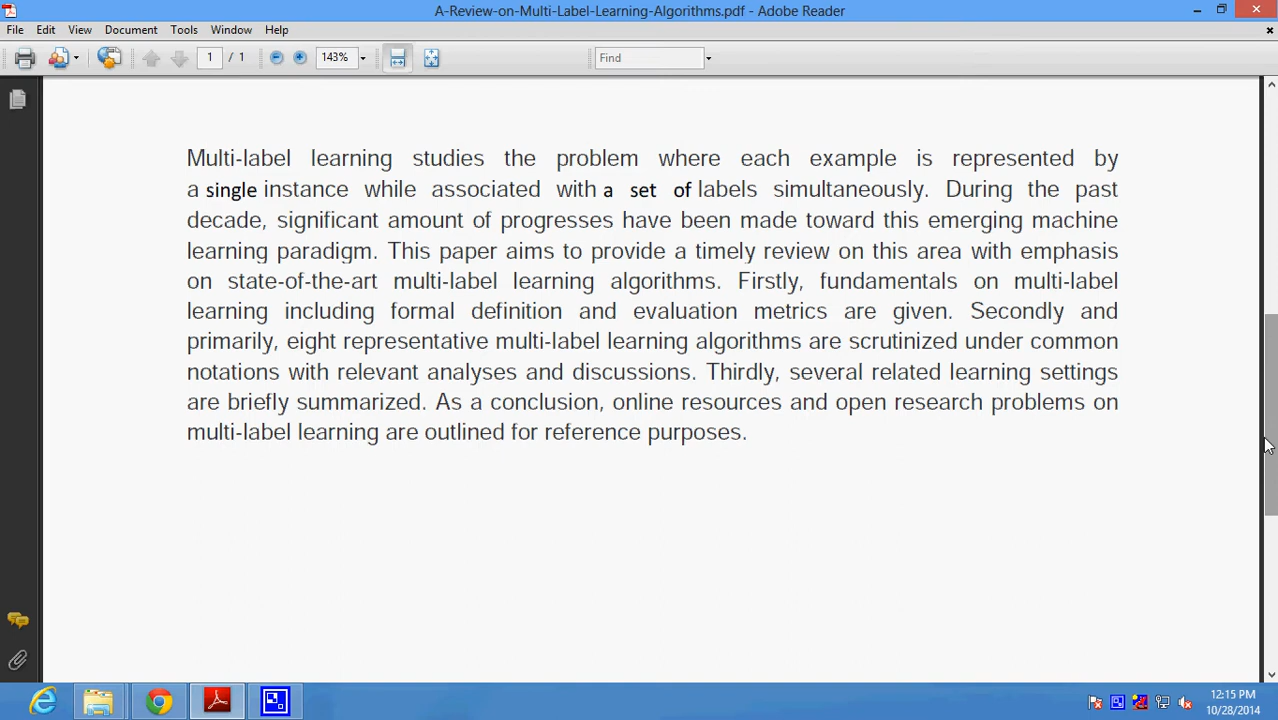 A-Review-on-Multi-Label-Learning-Algorithms.pdf - Adobe Reader
File Edit View Document Tools Window Help
1 / 1 143% Find
Multi-label learning studies the problem where each example is represented by
a single instance while associated with a set of labels simultaneously. During the past
decade, significant amount of progresses have been made toward this emerging machine
learning paradigm. This paper aims to provide a timely review on this area with emphasis
on state-of-the-art multi-label learning algorithms. Firstly, fundamentals on multi-label
learning including formal definition and evaluation metrics are given. Secondly and
primarily, eight representative multi-label learning algorithms are scrutinized under common
notations with relevant analyses and discussions. Thirdly, several related learning settings
are briefly summarized. As a conclusion, online resources and open research problems on
multi-label learning are outlined for reference purposes.
12:15 PM
10/28/2014